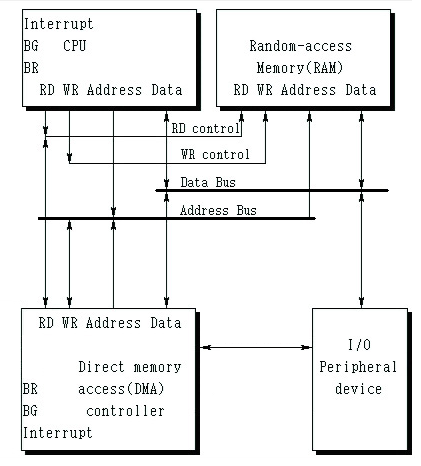 Interrupt
BG CPU
BR
RD WR Address Data
Random-access
Memory(RAM)
RD WR Address Data
RD control
WR control
Data Bus
Address Bus
RD WR Address Data
Direct memory
BR access(DMA)
BG controller
Interrupt
I/O
Peripheral
device